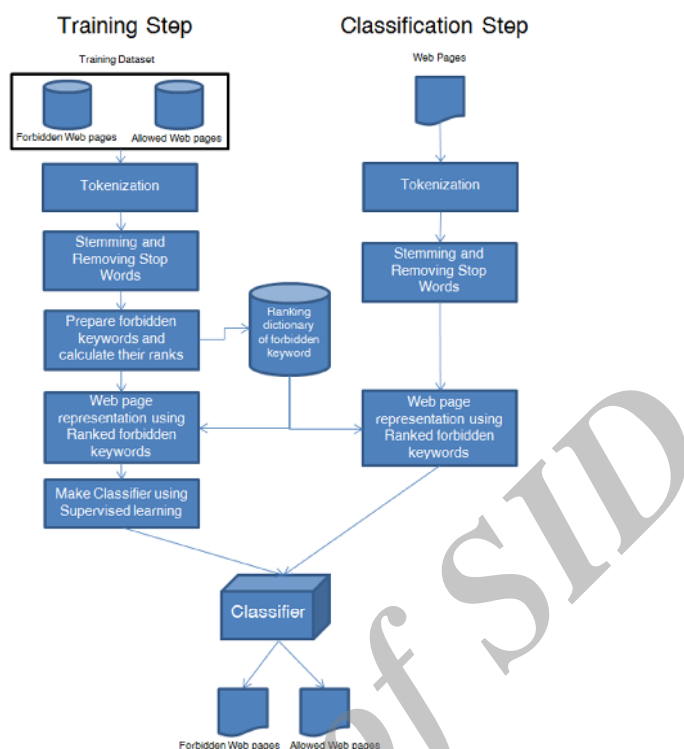 Training Step
Training Dataset
Forbidden Web pages
Allowed Web pages
Tokenization
Stemming and
Removing Stop
Words
Prepare forbidden
keywords and
calculate their ranks
Ranking
dictionary
of forbidden
keyword
Web page
representation using
Ranked forbidden
keywords
Make Classifier using
Supervised learning
Classification Step
Web Pages
Tokenization
Stemming and
Removing Stop
Words
Web page
representation using
Ranked forbidden
keywords
Classifier
Forbidden Web pages
Allowed Web pages
of SID